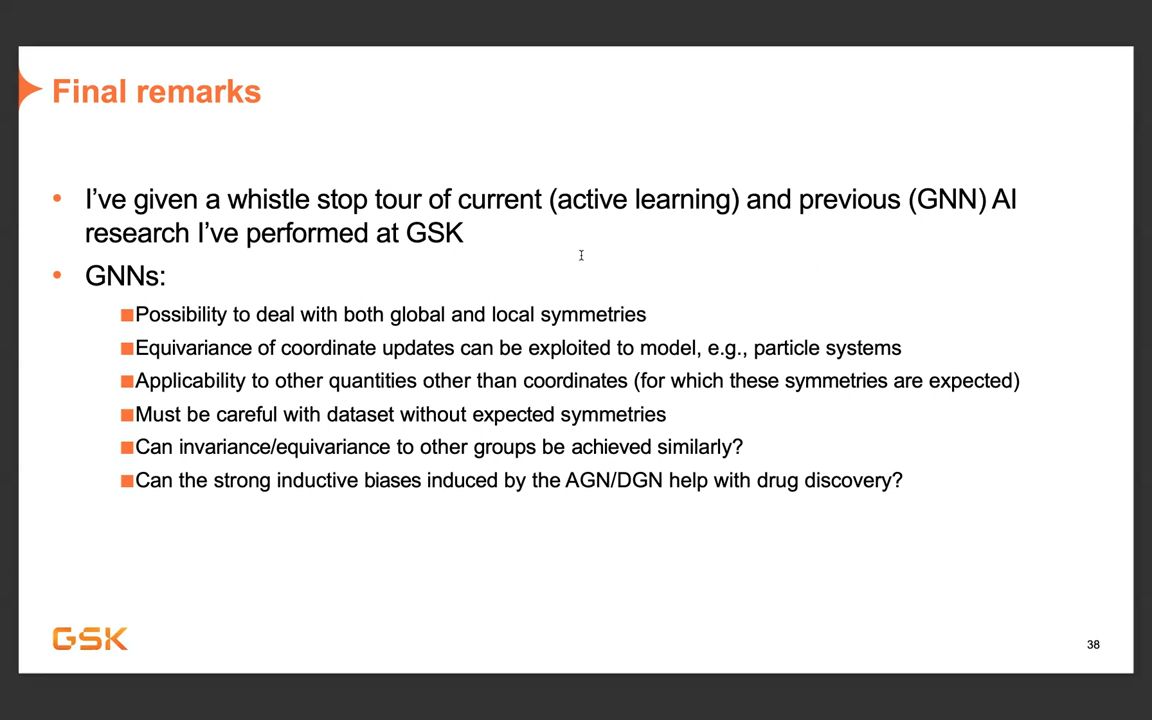 Final remarks
• I've given a whistle stop tour of current (active learning) and previous (GNN) AI
research I've performed at GSK
• GNNs:
■Possibility to deal with both global and local symmetries
■Equivariance of coordinate updates can be exploited to model, e.g., particle systems
■Applicability to other quantities other than coordinates (for which these symmetries are expected)
■Must be careful with dataset without expected symmetries
■Can invariance/equivariance to other groups be achieved similarly?
■Can the strong inductive biases induced by the AGN/DGN help with drug discovery?
GSK
38